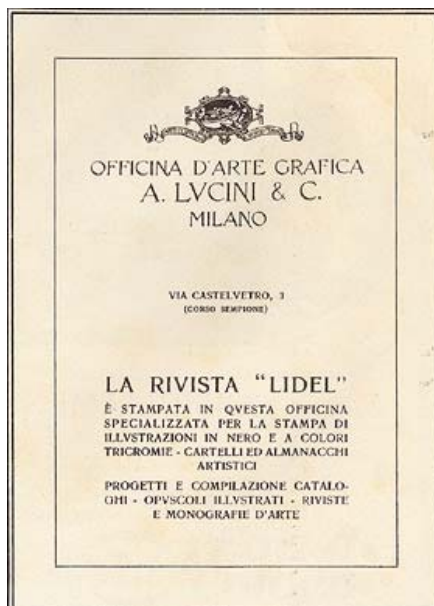 OFFICINA D'ARTE GRAFICA
A. LVCINI & C.
MILANO
VIA CASTELVETRO, 3
(CORSO SEMPIONE)
LA RIVISTA "LIDEL"
È STAMPATA IN QVESTA OFFICINA
SPECIALIZZATA PER LA STAMPA DI
ILLVSTRAZIONI IN NERO E A COLORI
TRICROMIE - CARTELLI ED ALMANACCHI
ARTISTICI
PROGETTI E COMPILAZIONE CATALO-
GHI - OPVSCOLI ILLVSTRATI - RIVISTE
E MONOGRAFIE D'ARTE